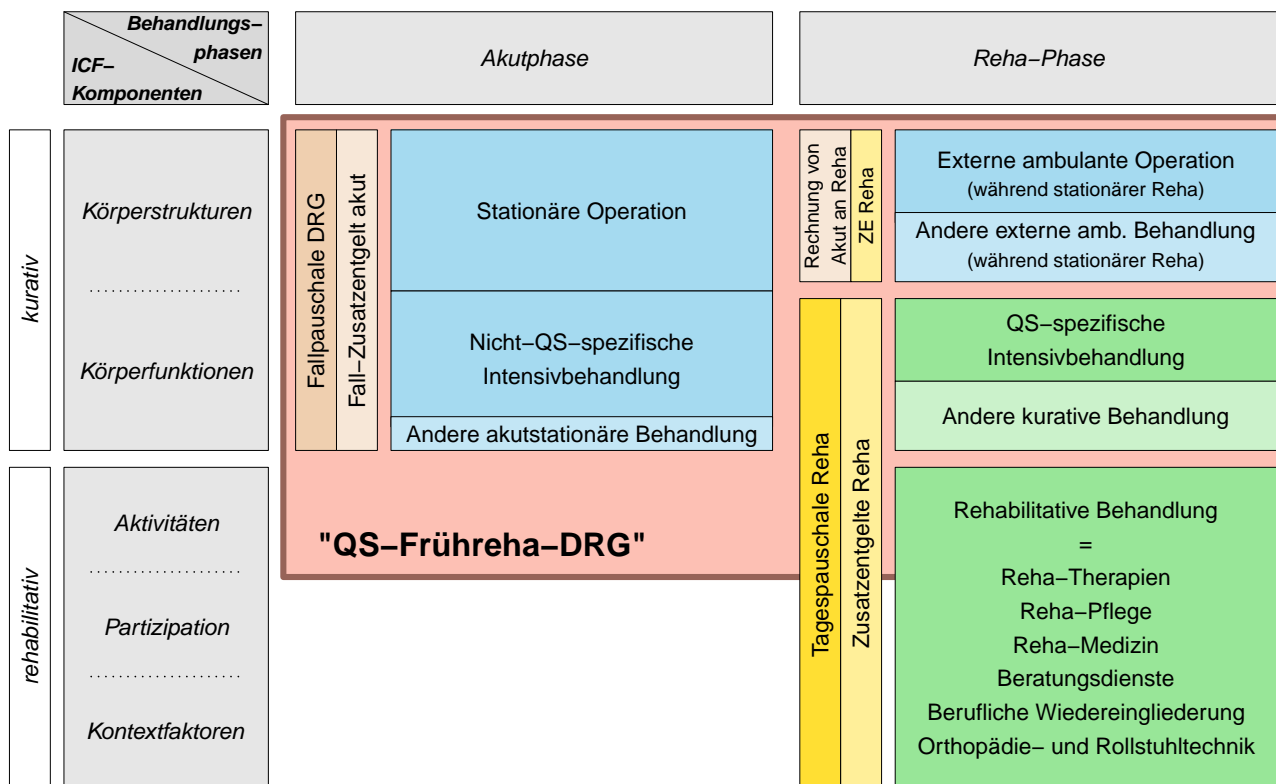 Behandlungs–
phasen
ICF–
Komponenten
Akutphase
Reha–Phase
kurativ
Körperstrukturen
Körperfunktionen
Fallpauschale DRG
Fall–Zusatzentgelt akut
Stationäre Operation
Nicht–QS–spezifische
Intensivbehandlung
Andere akutstationäre Behandlung
Rechnung von
Akut an Reha
ZE Reha
Externe ambulante Operation
(während stationärer Reha)
Andere externe amb. Behandlung
(während stationärer Reha)
Tagespauschale Reha
Zusatzentgelte Reha
QS–spezifische
Intensivbehandlung
Andere kurative Behandlung
rehabilitativ
Aktivitäten
Partizipation
Kontextfaktoren
"QS–Frühreha–DRG"
Rehabilitative Behandlung
=
Reha–Therapien
Reha–Pflege
Reha–Medizin
Beratungsdienste
Berufliche Wiedereingliederung
Orthopädie– und Rollstuhltechnik